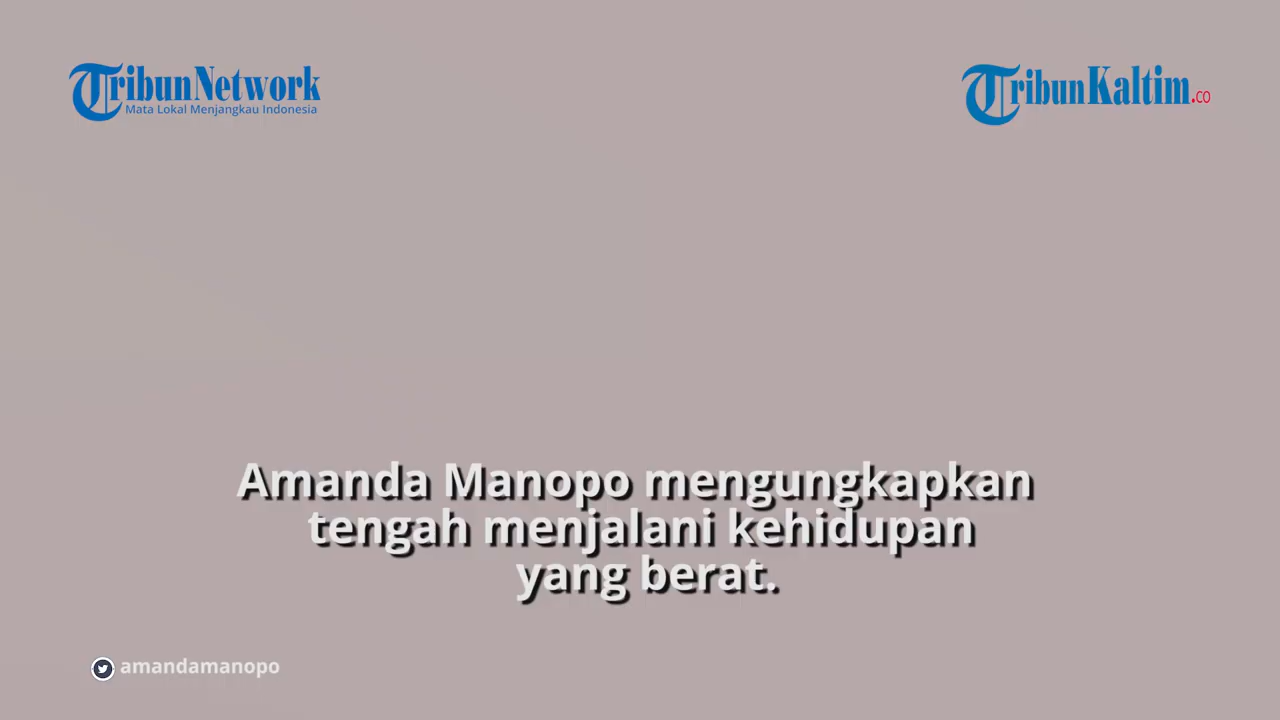 TribunNetwork
Mata Lokal Menjangkau Indonesia
TribunKaltim.co
Amanda Manopo mengungkapkan
tengah menjalani kehidupan
yang berat.
amandamanopo